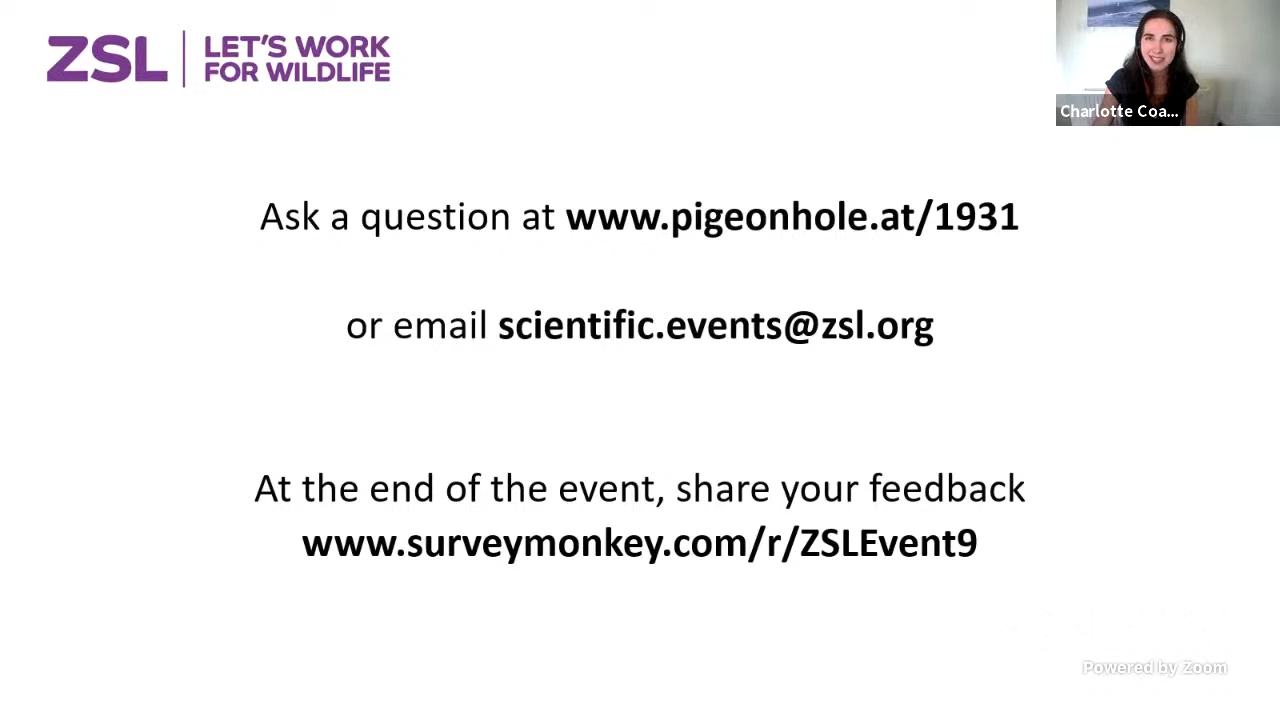 ZSL
LET'S WORK
FOR WILDLIFE
Charlotte Coa...
Ask a question at www.pigeonhole.at/1931
or email scientific.events@zsl.org
At the end of the event, share your feedback
www.surveymonkey.com/r/ZSLEvent9
Powered by Zoom